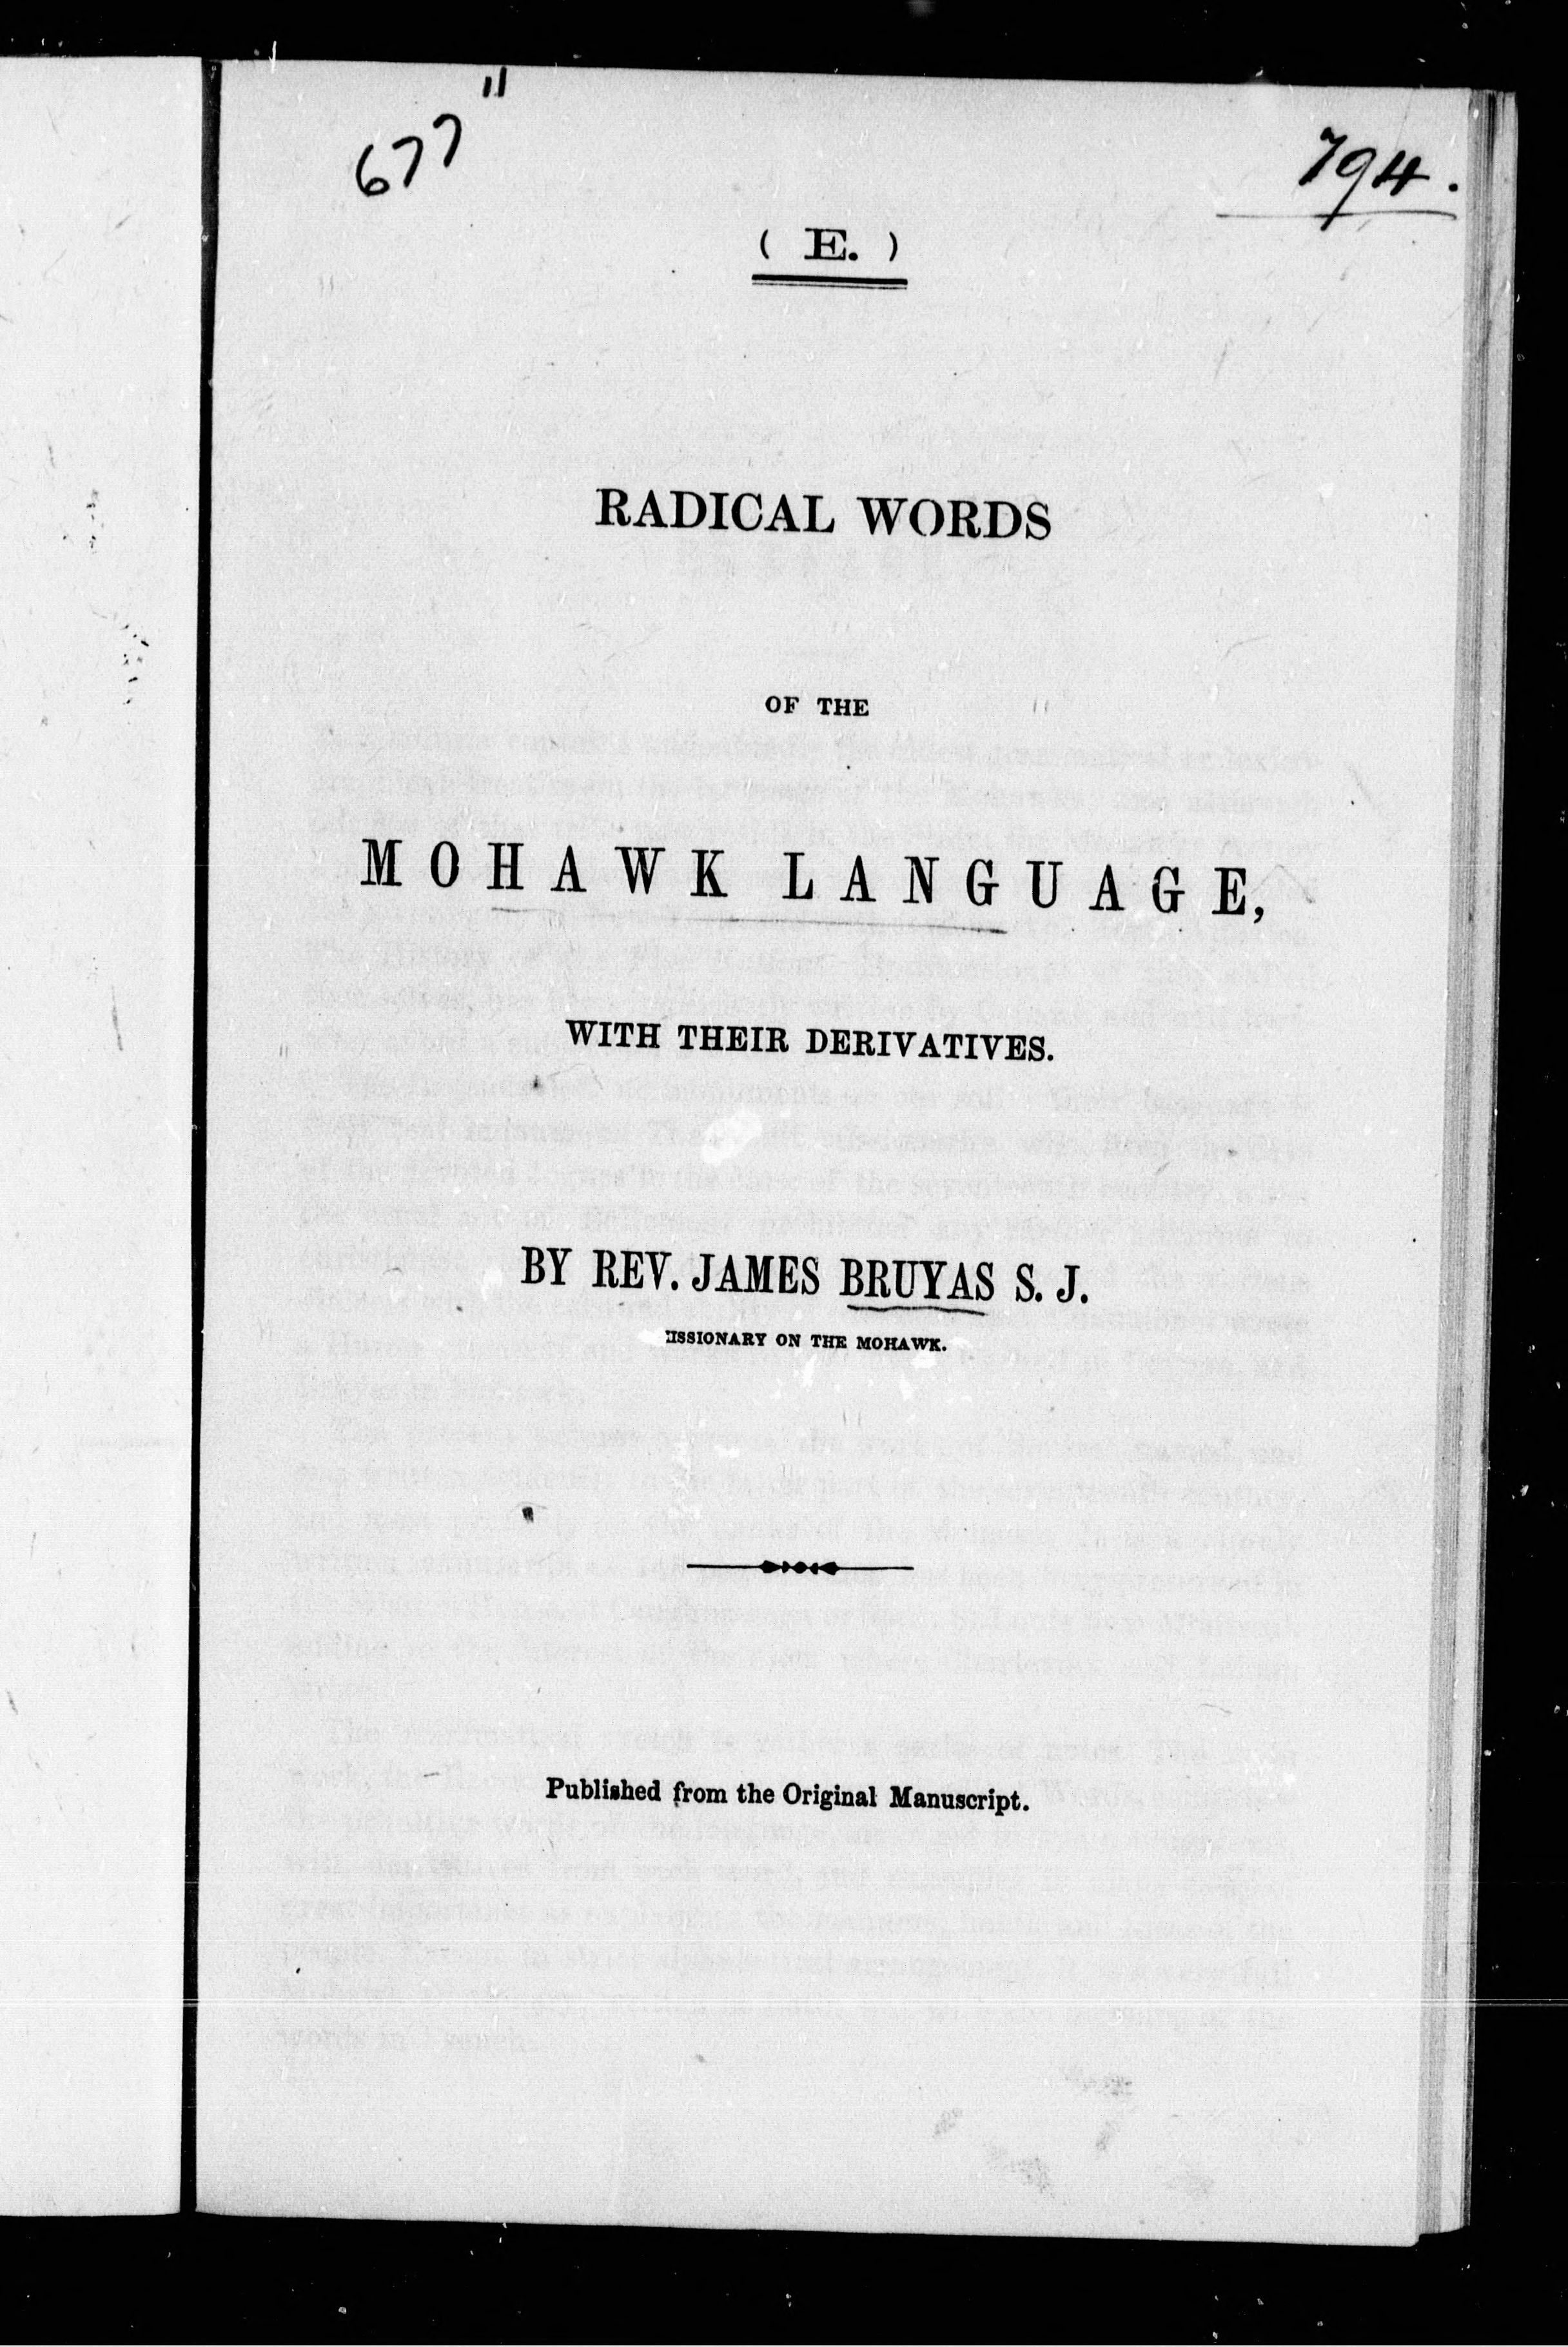 677 "
794.
( E. )
RADICAL WORDS
OF THE
MOHAWK LANGUAGE,
WITH THEIR DERIVATIVES.
BY REV. JAMES BRUYAS S. J.
ISSIONARY ON THE MOHAWK.
Published from the Original Manuscript.